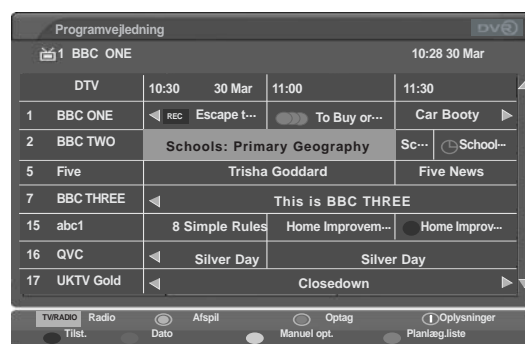 Programvejledning DVR
1 BBC ONE 10:28 30 Mar
DTV 10:30 30 Mar 11:00 11:30
1 BBC ONE REC Escape t··· To Buy or··· Car Booty
2 BBC TWO Schools: Primary Geography Sc··· School···
5 Five Trisha Goddard Five News
7 BBC THREE This is BBC THREE
15 abc1 8 Simple Rules Home Improvem··· Home Improv···
16 QVC Silver Day Silver Day
17 UKTV Gold Closedown
TV/RADIO Radio Afspil Optag Oplysninger
Tilst. Dato Manuel opt. Planlæg.liste